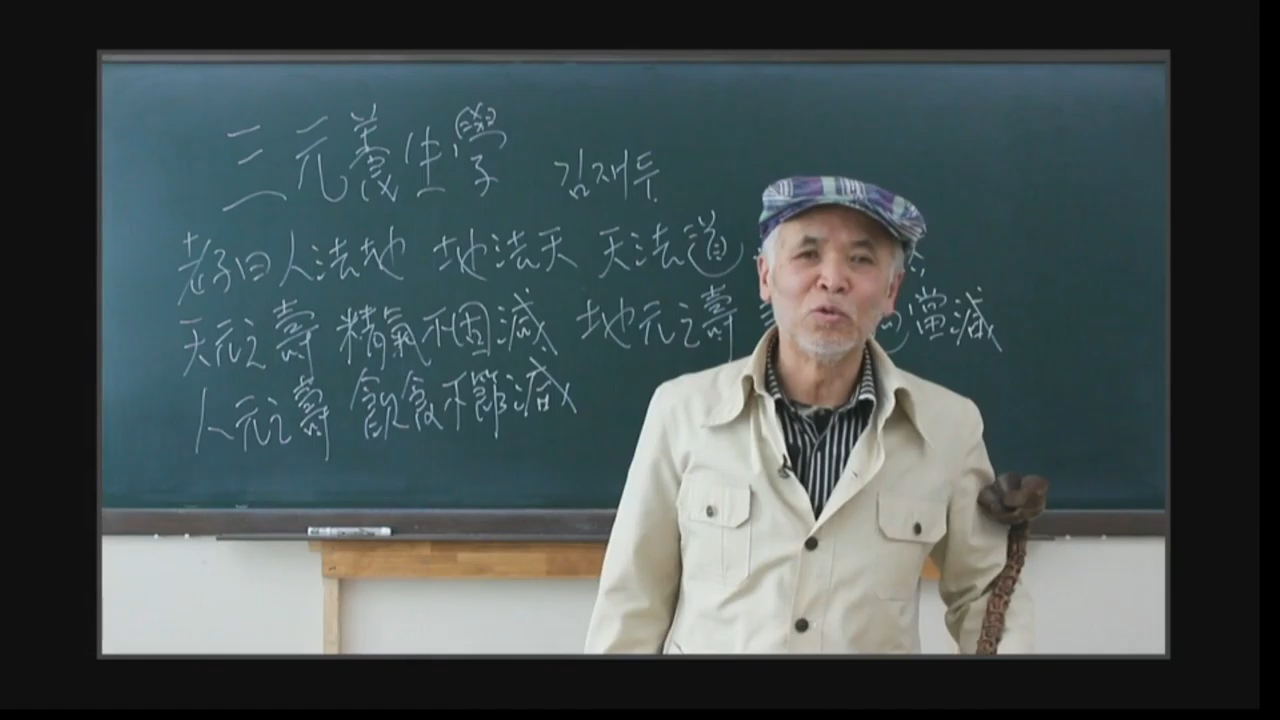 三元養生學 김재두
老子曰人法地 地法天 天法道
天元之壽 精氣不固減 地元之壽 當減
人元之壽 飮食不節減